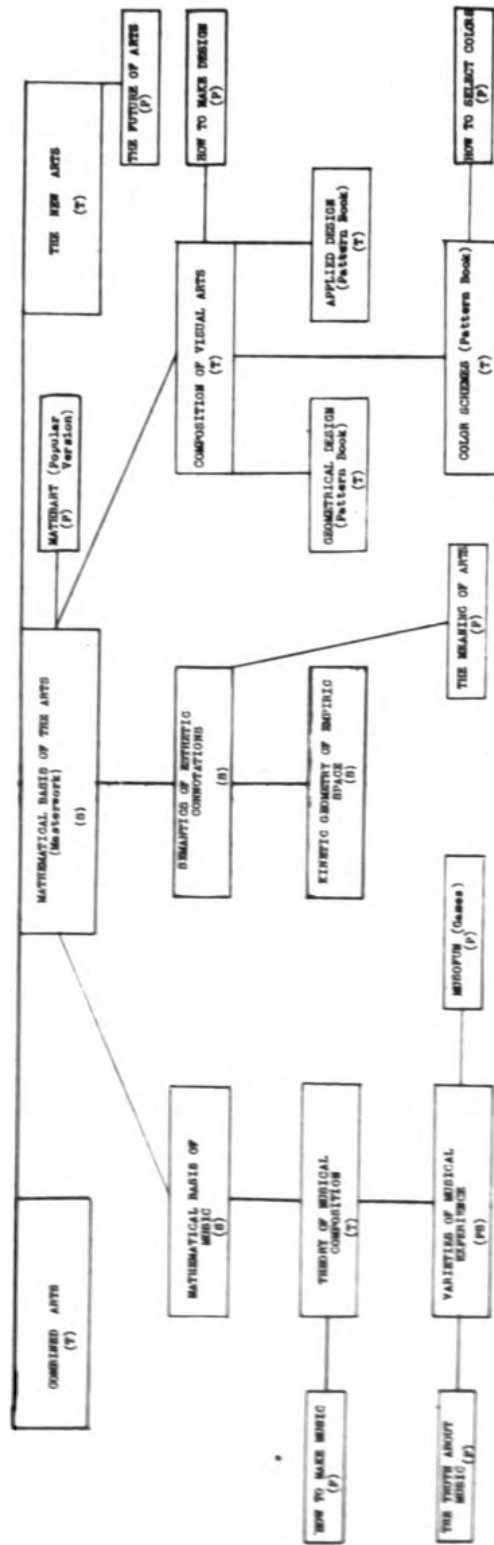 COMBINED ARTS
(T)
MATHEMATICAL BASIS OF THE ARTS
(Masterwork)
(S)
MATHEART (Popular
Version)
(P)
THE NEW ARTS
(T)
THE FUTURE OF ARTS
(P)
MATHEMATICAL BASIS OF
MUSIC
(S)
SEMANTICS OF ESTHETIC
CONNOTATIONS
(S)
COMPOSITION OF VISUAL ARTS
(T)
HOW TO MAKE DESIGN
(P)
HOW TO MAKE MUSIC
(P)
THEORY OF MUSICAL
COMPOSITION
(T)
KINETIC GEOMETRY OF EMPIRIC
SPACE
(S)
GEOMETRICAL DESIGN
(Pattern Book)
(T)
APPLIED DESIGN
(Pattern Book)
(T)
THE TRUTH ABOUT
MUSIC (P)
VARIETIES OF MUSICAL
EXPERIENCE
(PS)
MUSOFUN (Games)
(P)
THE MEANING OF ARTS
(P)
COLOR SCHEMES (Pattern Book)
(T)
HOW TO SELECT COLORS
(P)